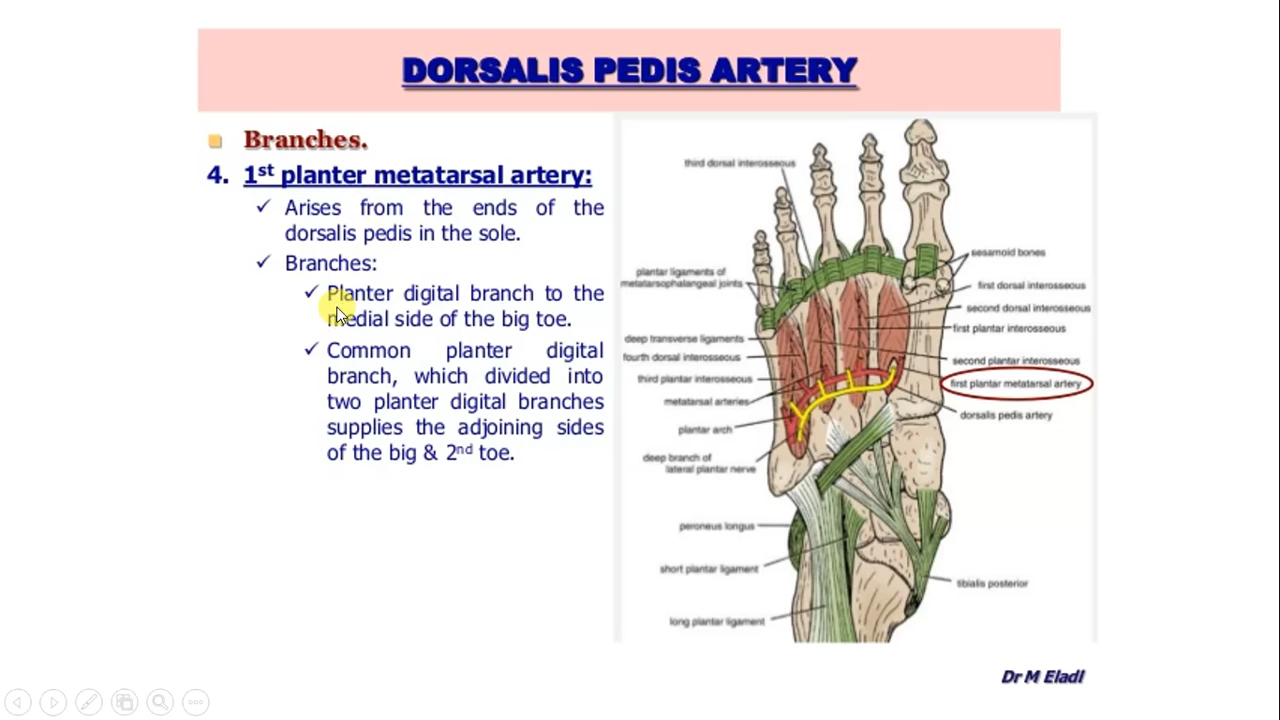 DORSALIS PEDIS ARTERY
Branches.
4. 1st planter metatarsal artery:
✓ Arises from the ends of the
dorsalis pedis in the sole.
✓ Branches:
✓ Planter digital branch to the
medial side of the big toe.
✓ Common planter digital
branch, which divided into
two planter digital branches
supplies the adjoining sides
of the big & 2nd toe.
third dorsal interosseous
plantar ligaments of
metatarsophalangeal joints
deep transverse ligaments
fourth dorsal interosseous
third plantar interosseous
metatarsal arteries
plantar arch
deep branch of
lateral plantar nerve
peroneus longus
short plantar ligament
long plantar ligament
sesamoid bones
first dorsal interosseous
second dorsal interosseous
first plantar interosseous
second plantar interosseous
first plantar metatarsal artery
dorsalis pedis artery
tibialis posterior
Dr M Eladl